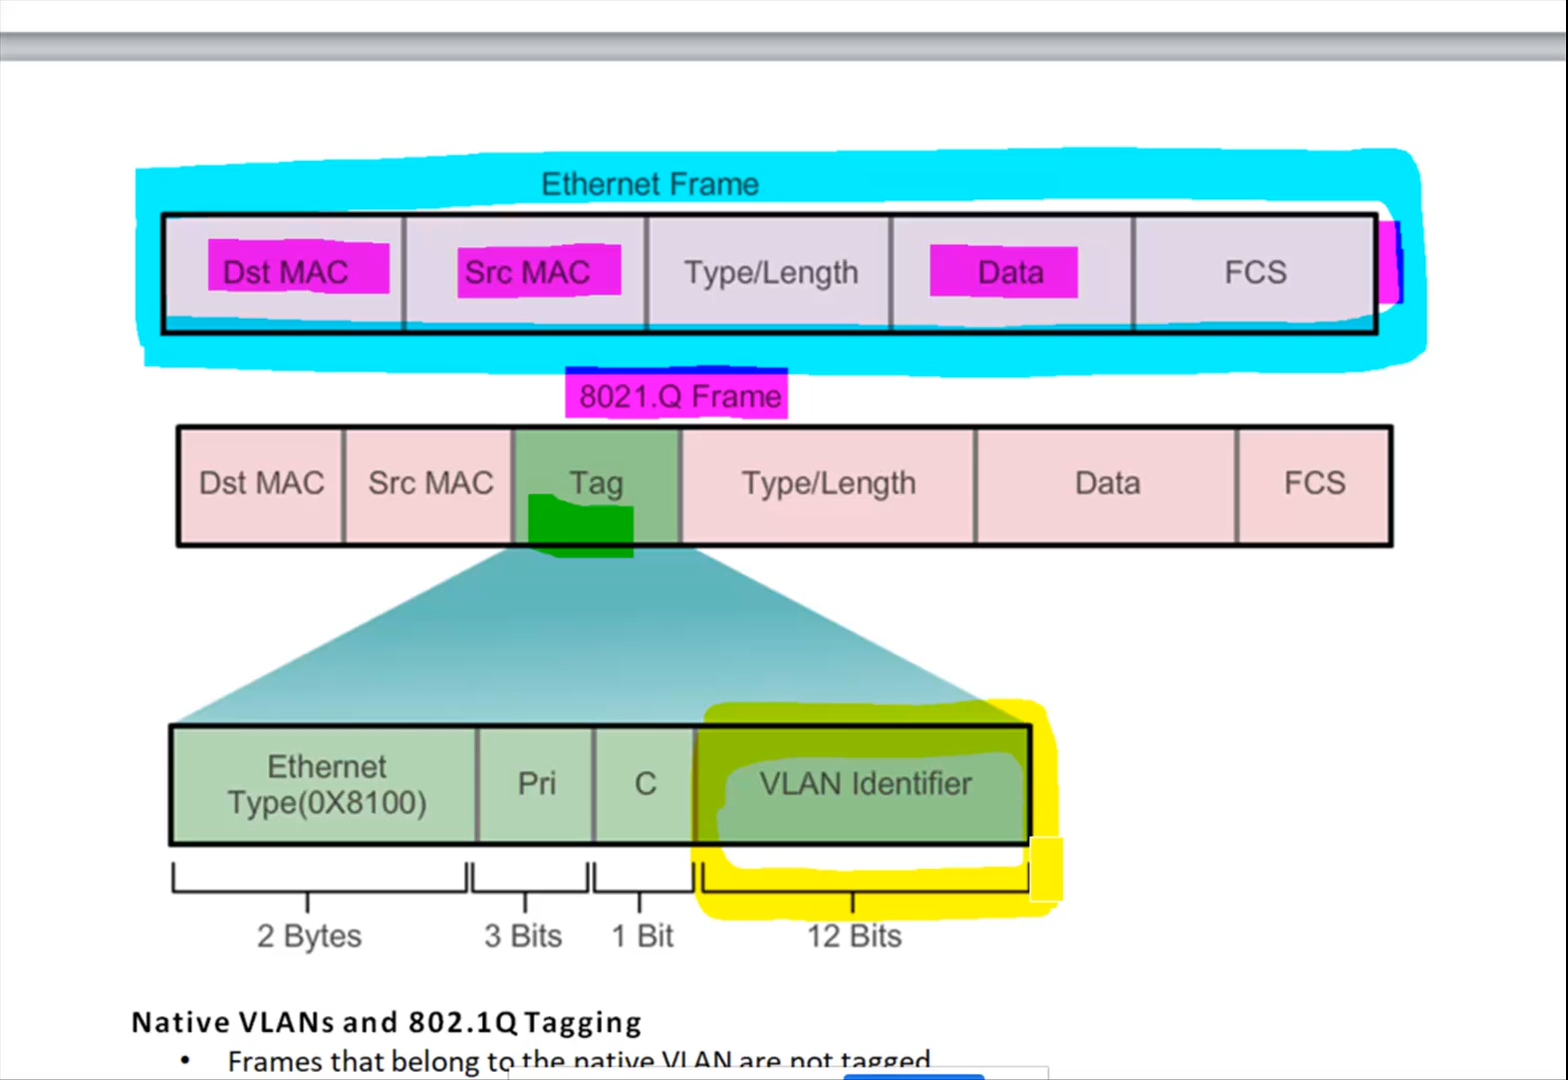 Ethernet Frame
Dst MAC Src MAC Type/Length Data FCS
8021.Q Frame
Dst MAC Src MAC Tag Type/Length Data FCS
Ethernet
Type(0X8100) Pri C VLAN Identifier
2 Bytes 3 Bits 1 Bit 12 Bits
Native VLANs and 802.1Q Tagging
• Frames that belong to the native VLAN are not tagged